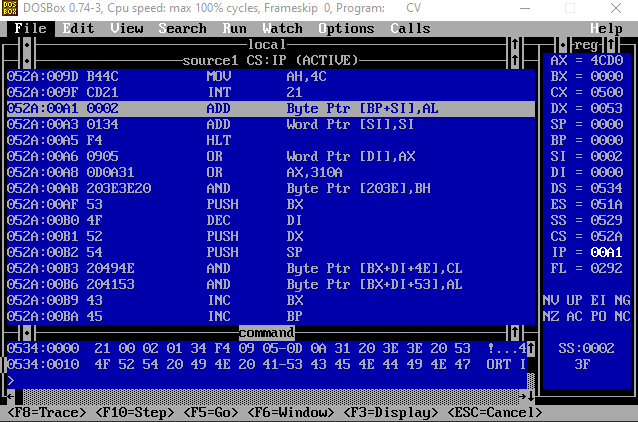 DOSBox 0.74-3, Cpu speed: max 100% cycles, Frameskip 0, Program: CV
File Edit View Search Run Watch Options Calls Help
local
source1 CS:IP (ACTIVE)
052A:009D B44C MOV AH,4C
052A:009F CD21 INT 21
052A:00A1 0002 ADD Byte Ptr [BP+SI],AL
052A:00A3 0134 ADD Word Ptr [SI],SI
052A:00A5 F4 HLT
052A:00A6 0905 OR Word Ptr [DI],AX
052A:00A8 0D0A31 OR AX,310A
052A:00AB 203E3E20 AND Byte Ptr [203E],BH
052A:00AF 53 PUSH BX
052A:00B0 4F DEC DI
052A:00B1 52 PUSH DX
052A:00B2 54 PUSH SP
052A:00B3 20494E AND Byte Ptr [BX+DI+4E],CL
052A:00B6 204153 AND Byte Ptr [BX+DI+53],AL
052A:00B9 43 INC BX
052A:00BA 45 INC BP
reg
AX = 4CD0
BX = 0000
CX = 0500
DX = 0053
SP = 0000
BP = 0000
SI = 0002
DI = 0000
DS = 0534
ES = 051A
SS = 0529
CS = 052A
IP = 00A1
FL = 0292
NV UP EI NG
NZ AC PO NC
SS:0002
3F
command
0534:0000 21 00 02 01 34 F4 09 05-0D 0A 31 20 3E 3E 20 53 !...4
0534:0010 4F 52 54 20 49 4E 20 41-53 43 45 4E 44 49 4E 47 ORT I
>
<F8=Trace> <F10=Step> <F5=Go> <F6=Window> <F3=Display> <ESC=Cancel>